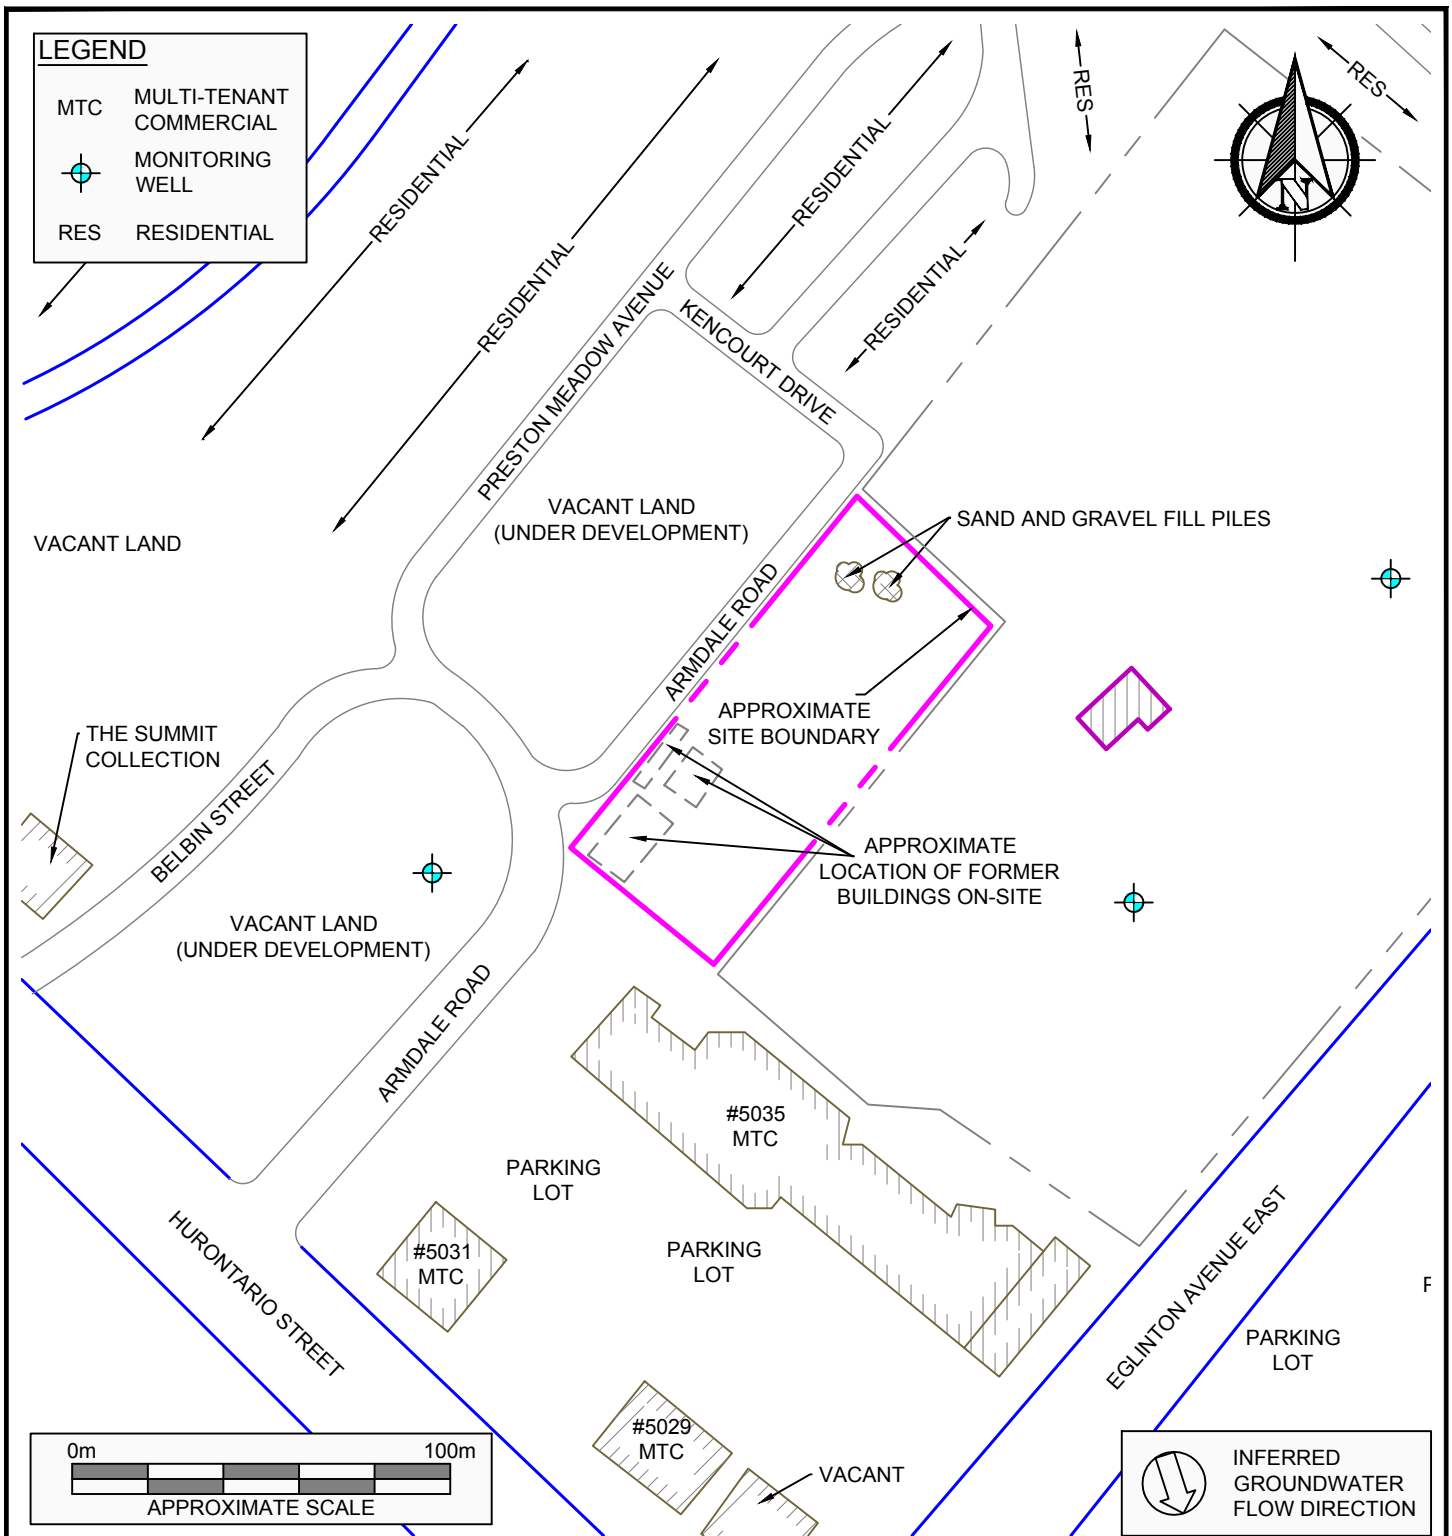 LEGEND
MTC MULTI-TENANT
COMMERCIAL
MONITORING
WELL
RES RESIDENTIAL
RESIDENTIAL
RESIDENTIAL
RESIDENTIAL
RESIDENTIAL
RES
RES
N
PRESTON MEADOW AVENUE
KENCOURT DRIVE
VACANT LAND
VACANT LAND
(UNDER DEVELOPMENT)
SAND AND GRAVEL FILL PILES
ARMDALE ROAD
APPROXIMATE
SITE BOUNDARY
THE SUMMIT
COLLECTION
BELBIN STREET
APPROXIMATE
LOCATION OF FORMER
BUILDINGS ON-SITE
VACANT LAND
(UNDER DEVELOPMENT)
ARMDALE ROAD
#5035
MTC
PARKING
LOT
HURONTARIO STREET
#5031
MTC
PARKING
LOT
EGLINTON AVENUE EAST
PARKING
LOT
#5029
MTC
VACANT
0m 100m
APPROXIMATE SCALE
INFERRED
GROUNDWATER
FLOW DIRECTION